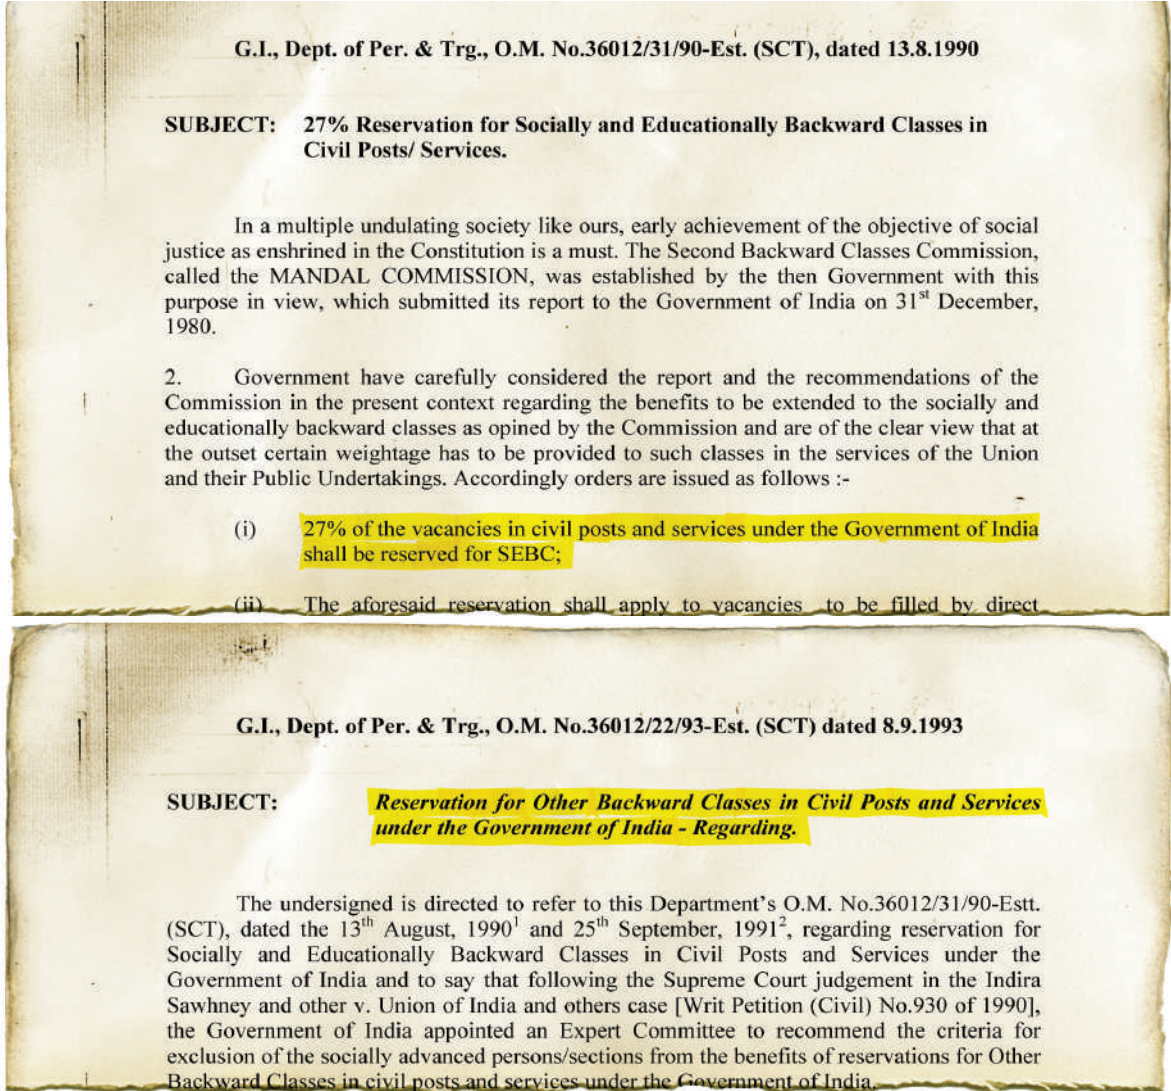 G.I., Dept. of Per. & Trg., O.M. No.36012/31/90-Est. (SCT), dated 13.8.1990
SUBJECT: 27% Reservation for Socially and Educationally Backward Classes in
Civil Posts/ Services.
In a multiple undulating society like ours, early achievement of the objective of social
justice as enshrined in the Constitution is a must. The Second Backward Classes Commission,
called the MANDAL COMMISSION, was established by the then Government with this
purpose in view, which submitted its report to the Government of India on 31st December,
1980.
2. Government have carefully considered the report and the recommendations of the
Commission in the present context regarding the benefits to be extended to the socially and
educationally backward classes as opined by the Commission and are of the clear view that at
the outset certain weightage has to be provided to such classes in the services of the Union
and their Public Undertakings. Accordingly orders are issued as follows :-
(i) 27% of the vacancies in civil posts and services under the Government of India
shall be reserved for SEBC;
(ii) The aforesaid reservation shall apply to vacancies to be filled by direct
G.I., Dept. of Per. & Trg., O.M. No.36012/22/93-Est. (SCT) dated 8.9.1993
SUBJECT: Reservation for Other Backward Classes in Civil Posts and Services
under the Government of India - Regarding.
The undersigned is directed to refer to this Department's O.M. No.36012/31/90-Estt.
(SCT), dated the 13th August, 1990¹ and 25th September, 1991², regarding reservation for
Socially and Educationally Backward Classes in Civil Posts and Services under the
Government of India and to say that following the Supreme Court judgement in the Indira
Sawhney and other v. Union of India and others case [Writ Petition (Civil) No.930 of 1990],
the Government of India appointed an Expert Committee to recommend the criteria for
exclusion of the socially advanced persons/sections from the benefits of reservations for Other
Backward Classes in civil posts and services under the Government of India.